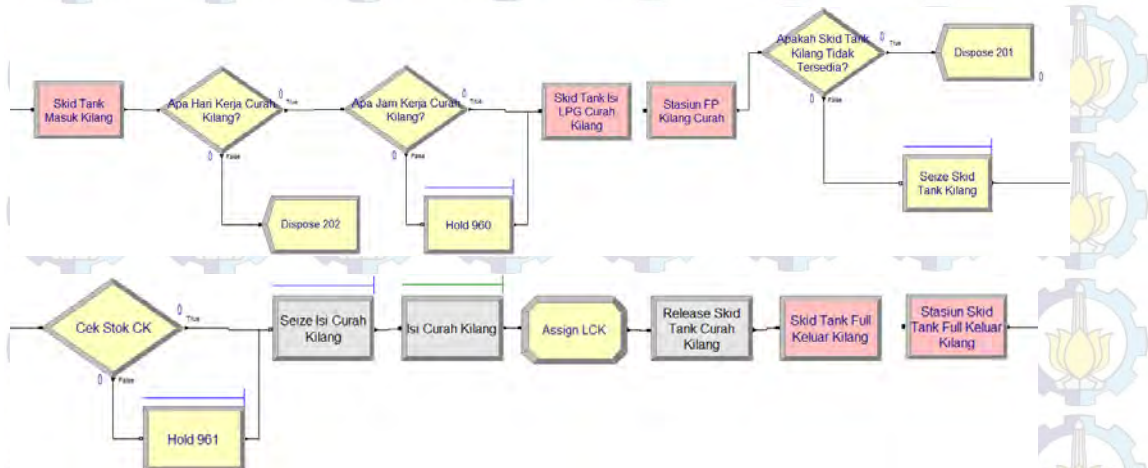 Skid Tank
Masuk Kilang
Apa Hari Kerja Curah
Kilang?
0
True
0
False
Dispose 202
Apa Jam Kerja Curah
Kilang?
0
True
0
False
Hold 960
Skid Tank Isi
LPG Curah
Kilang
Stasiun FP
Kilang Curah
Apakah Skid Tank
Kilang Tidak
Tersedia?
0
True
0
False
Dispose 201
0
Seize Skid
Tank Kilang
Cek Stok CK
0
True
0
False
Hold 961
Seize Isi Curah
Kilang
Isi Curah Kilang
Assign LCK
Release Skid
Tank Curah
Kilang
Skid Tank Full
Keluar Kilang
Stasiun Skid
Tank Full Keluar
Kilang